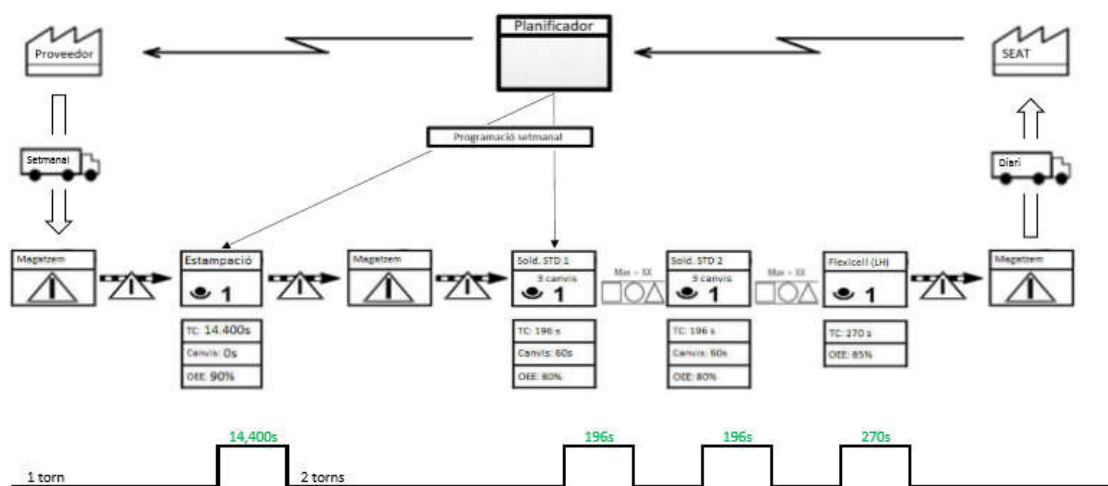 Planificador
Proveedor
SEAT
Programació setmanal
Setmanal
Diari
Magatzem
Estampació
1
Magatzem
Sold. STD 1
3 canvis
1
Max = XX
Sold. STD 2
3 canvis
1
Max = XX
Flexicell (LH)
1
Magatzem
TC: 14.400s
Canvis: 0s
OEE: 90%
TC: 196 s
Canvis: 60s
OEE: 80%
TC: 196 s
Canvis: 60s
OEE: 80%
TC: 270 s
OEE: 85%
14,400s
196s
196s
270s
1 torn
2 torns